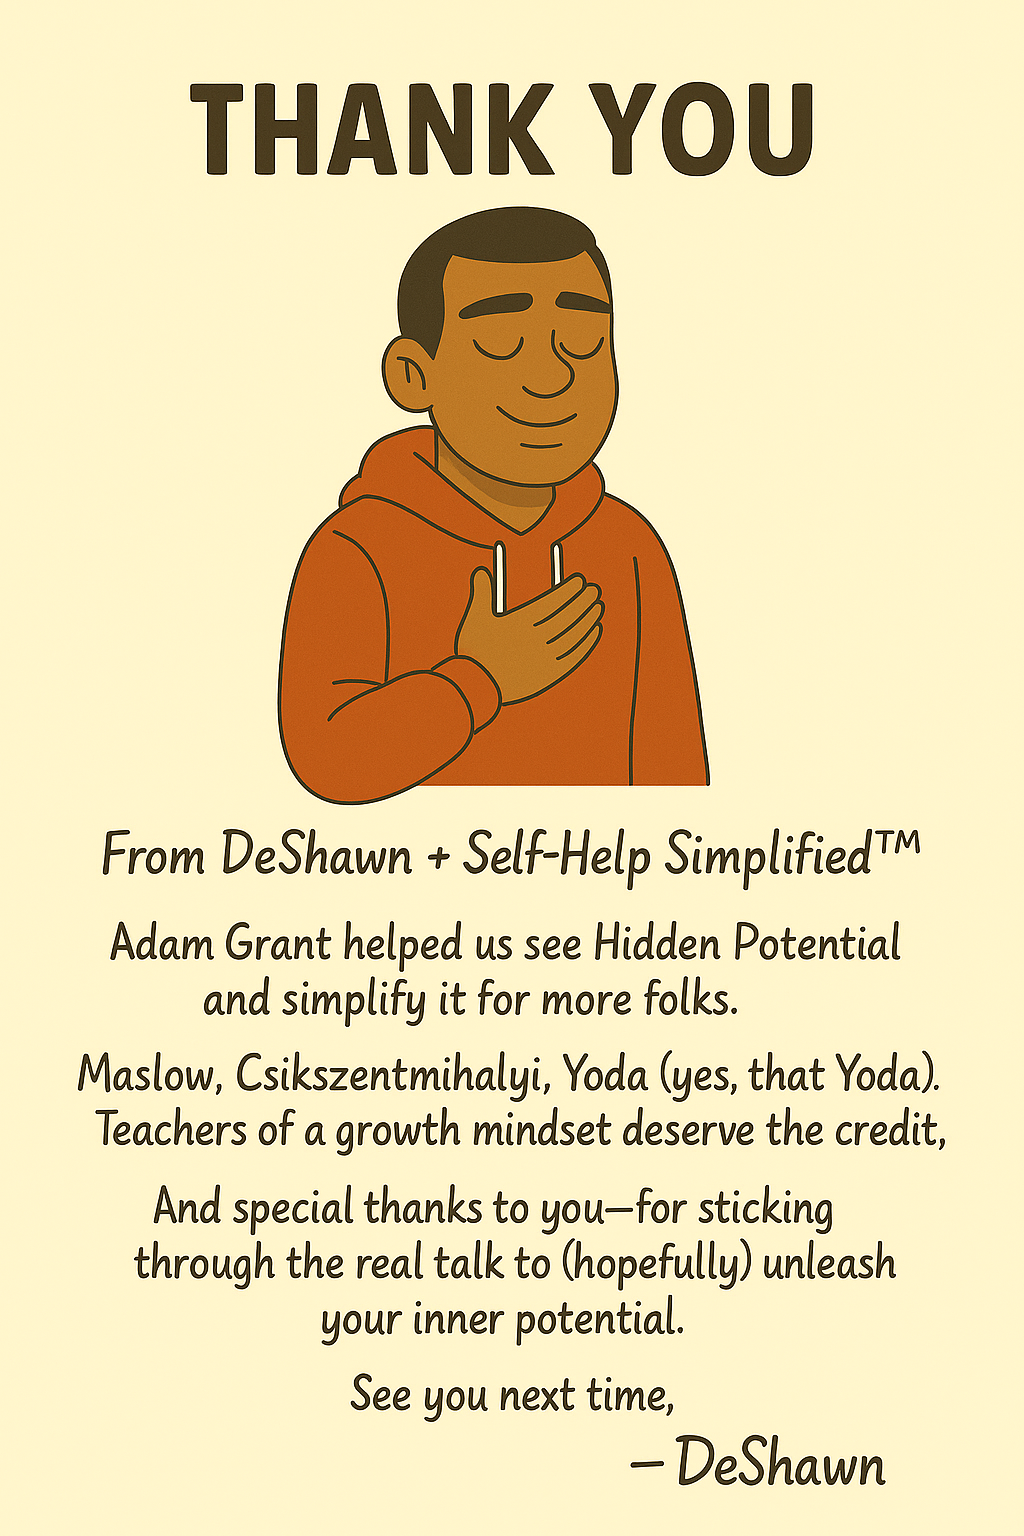 THANK YOU
From DeShawn + Self-Help Simplified™
Adam Grant helped us see Hidden Potential
and simplify it for more folks.
Maslow, Csikszentmihalyi, Yoda (yes, that Yoda).
Teachers of a growth mindset deserve the credit,
And special thanks to you—for sticking
through the real talk to (hopefully) unleash
your inner potential.
See you next time,
– DeShawn